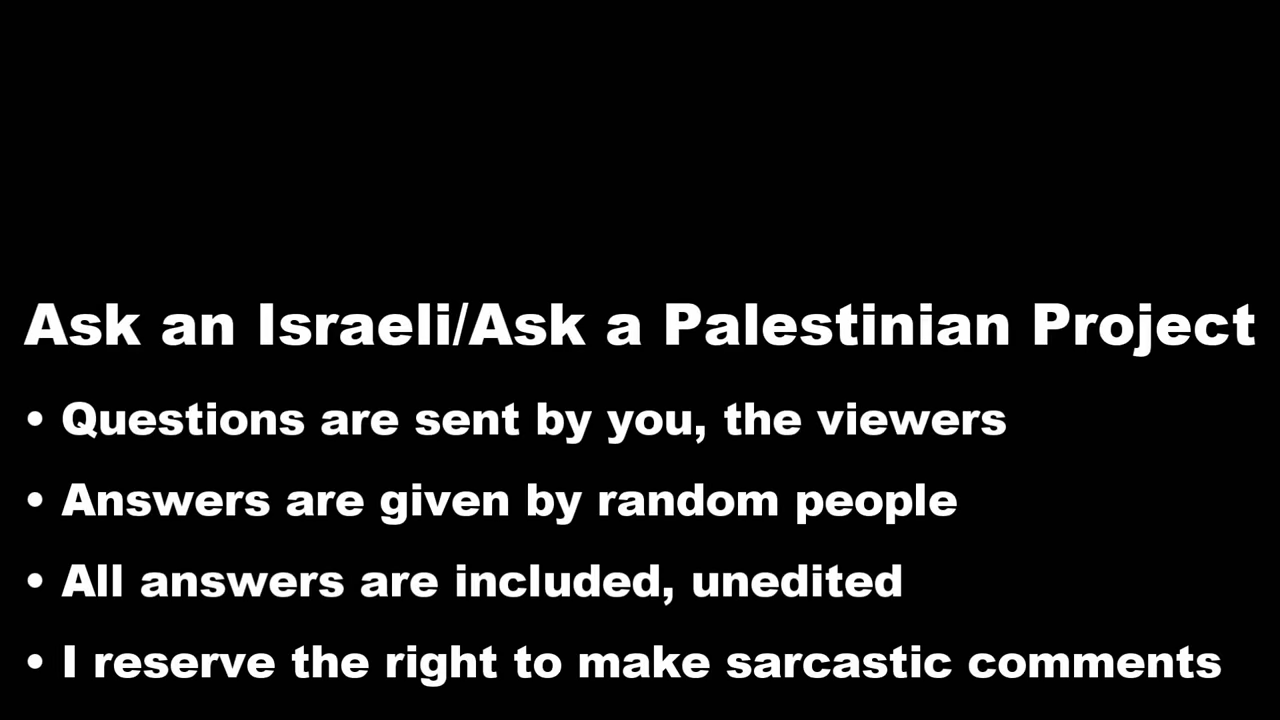 Ask an Israeli/Ask a Palestinian Project
• Questions are sent by you, the viewers
• Answers are given by random people
• All answers are included, unedited
• I reserve the right to make sarcastic comments